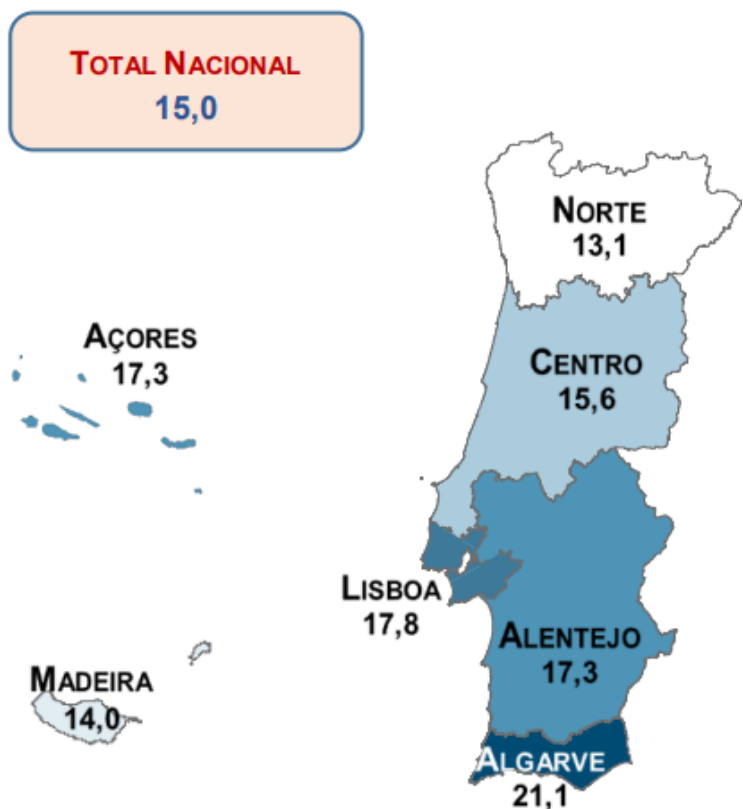 TOTAL NACIONAL
15,0
NORTE
13,1
AÇORES
17,3
CENTRO
15,6
LISBOA
17,8
ALENTEJO
17,3
MADEIRA
14,0
ALGARVE
21,1